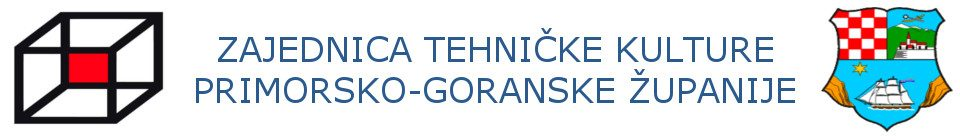 ZAJEDNICA TEHNIČKE KULTURE
PRIMORSKO-GORANSKE ŽUPANIJE